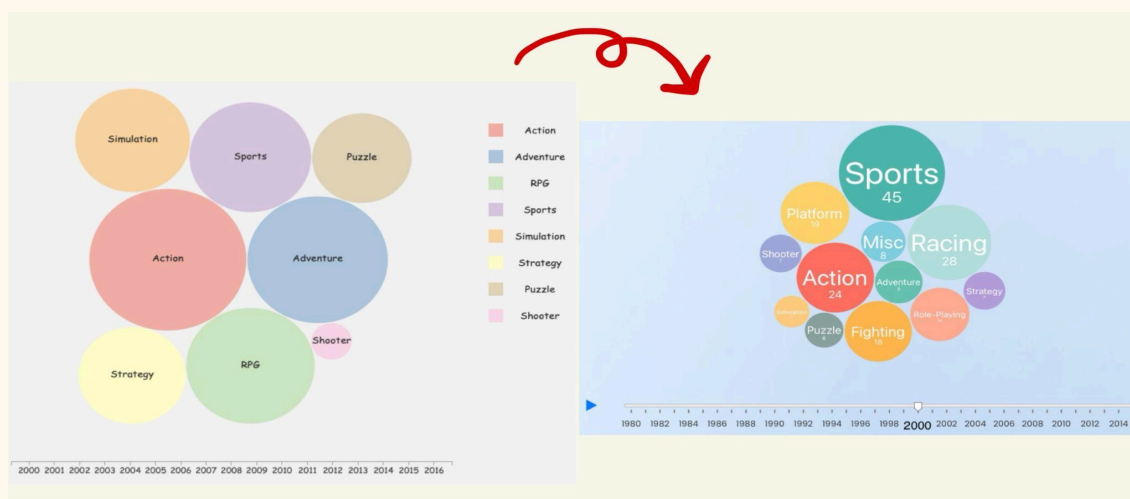 Simulation
Sports
Puzzle
Action
Adventure
Strategy
RPG
Shooter
Action
Adventure
RPG
Sports
Simulation
Strategy
Puzzle
Shooter
2000 2001 2002 2003 2004 2005 2006 2007 2008 2009 2010 2011 2012 2013 2014 2015 2016
Sports
45
Platform
19
Misc
8
Racing
28
Shooter
Action
24
Adventure
Strategy
Role-Playing
Puzzle
6
Fighting
18
1980 1982 1984 1986 1988 1990 1992 1994 1996 1998 2000 2002 2004 2006 2008 2010 2012 2014